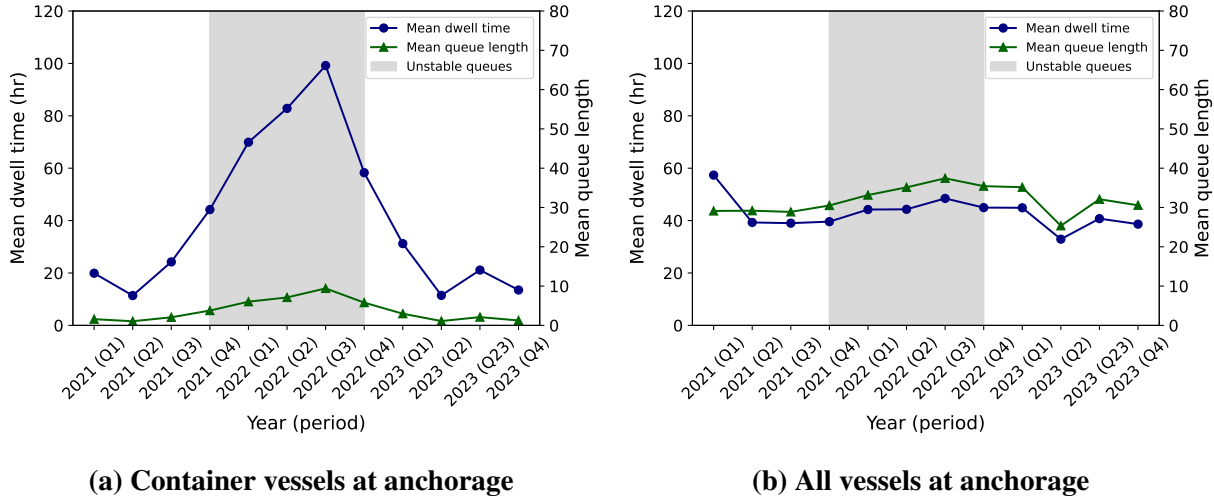 120
100
80
60
40
20
0
Mean dwell time (hr)
80
70
60
50
40
30
20
10
0
Mean queue length
Mean dwell time
Mean queue length
Unstable queues
2021 (Q1)
2021 (Q2)
2021 (Q3)
2021 (Q4)
2022 (Q1)
2022 (Q2)
2022 (Q3)
2022 (Q4)
2023 (Q1)
2023 (Q2)
2023 (Q23)
2023 (Q4)
Year (period)
(a) Container vessels at anchorage
120
100
80
60
40
20
0
Mean dwell time (hr)
80
70
60
50
40
30
20
10
0
Mean queue length
Mean dwell time
Mean queue length
Unstable queues
2021 (Q1)
2021 (Q2)
2021 (Q3)
2021 (Q4)
2022 (Q1)
2022 (Q2)
2022 (Q3)
2022 (Q4)
2023 (Q1)
2023 (Q2)
2023 (Q23)
2023 (Q4)
Year (period)
(b) All vessels at anchorage